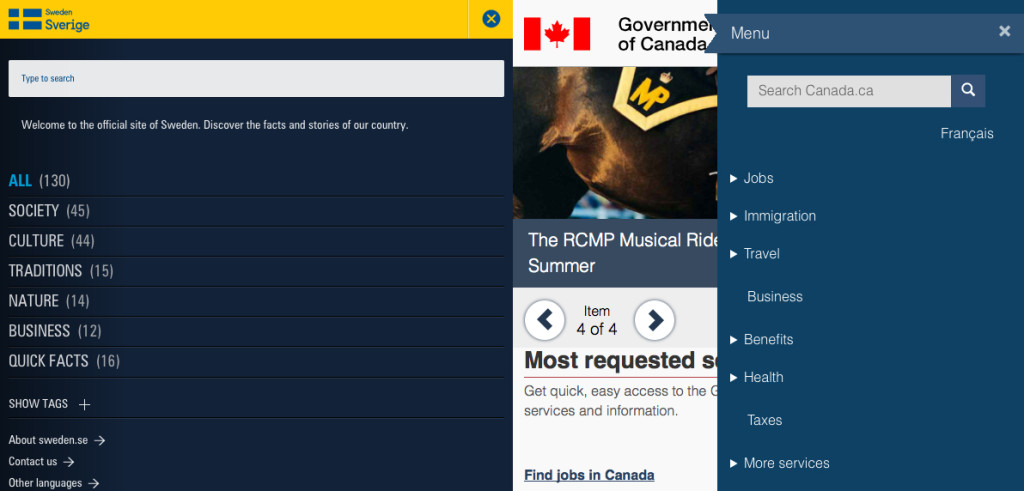 Sweden
Sverige
Type to search
Welcome to the official site of Sweden. Discover the facts and stories of our country.
ALL (130)
SOCIETY (45)
CULTURE (44)
TRADITIONS (15)
NATURE (14)
BUSINESS (12)
QUICK FACTS (16)
SHOW TAGS +
About sweden.se →
Contact us →
Other languages →
of Canada
MP
The RCMP Musical Ride
Summer
Item
4 of 4
Most requested
Get quick, easy access to the
services and information.
Find jobs in Canada
Menu
Search Canada.ca
Français
Jobs
Immigration
Travel
Business
Benefits
Health
Taxes
More services